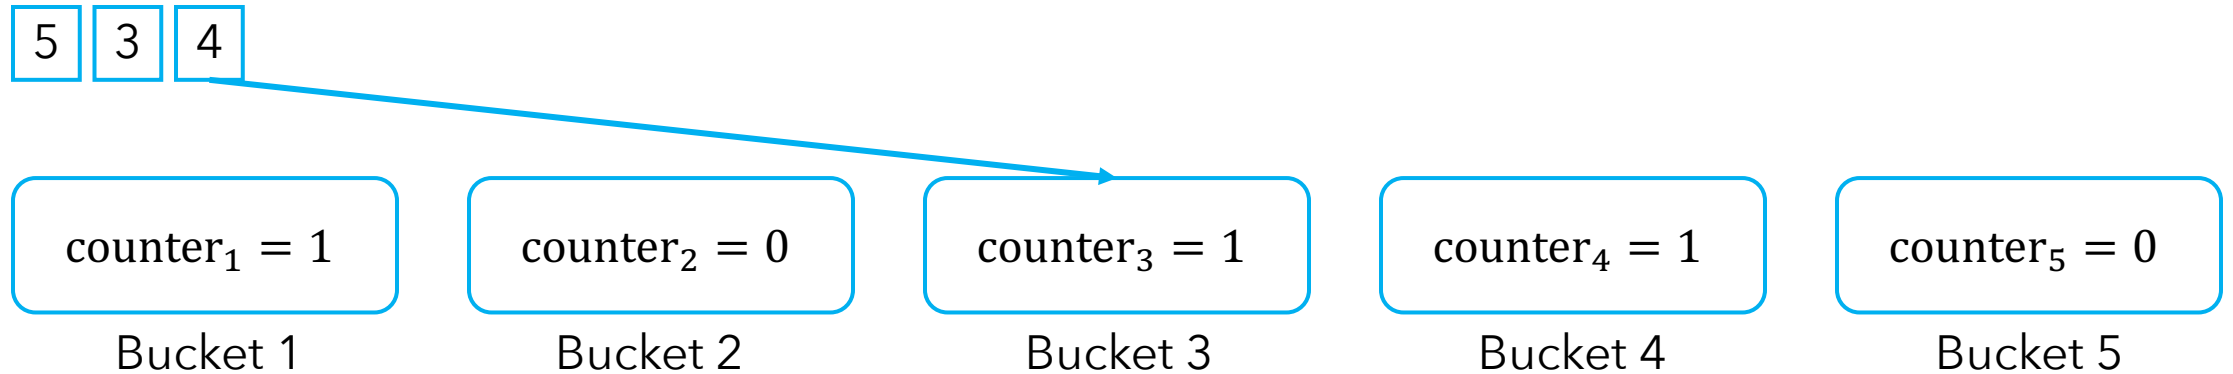 5 3 4
counter₁ = 1 counter₂ = 0 counter₃ = 1 counter₄ = 1 counter₅ = 0
Bucket 1 Bucket 2 Bucket 3 Bucket 4 Bucket 5